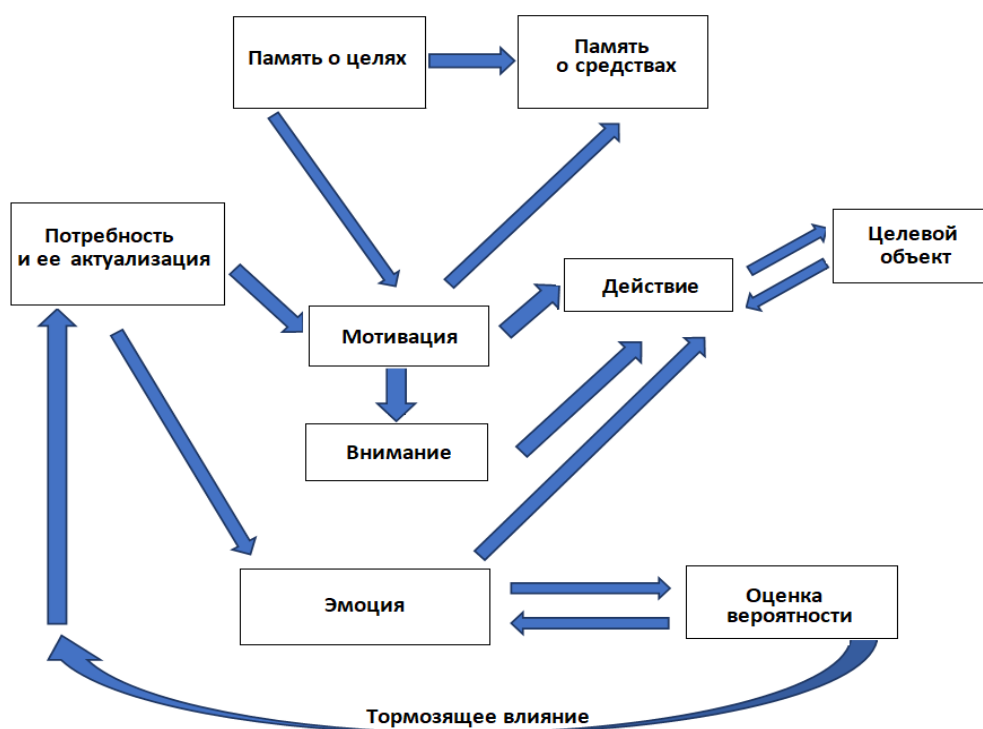 Память о целях
Память
о средствах
Потребность
и ее актуализация
Целевой
объект
Действие
Мотивация
Внимание
Эмоция
Оценка
вероятности
Тормозящее влияние